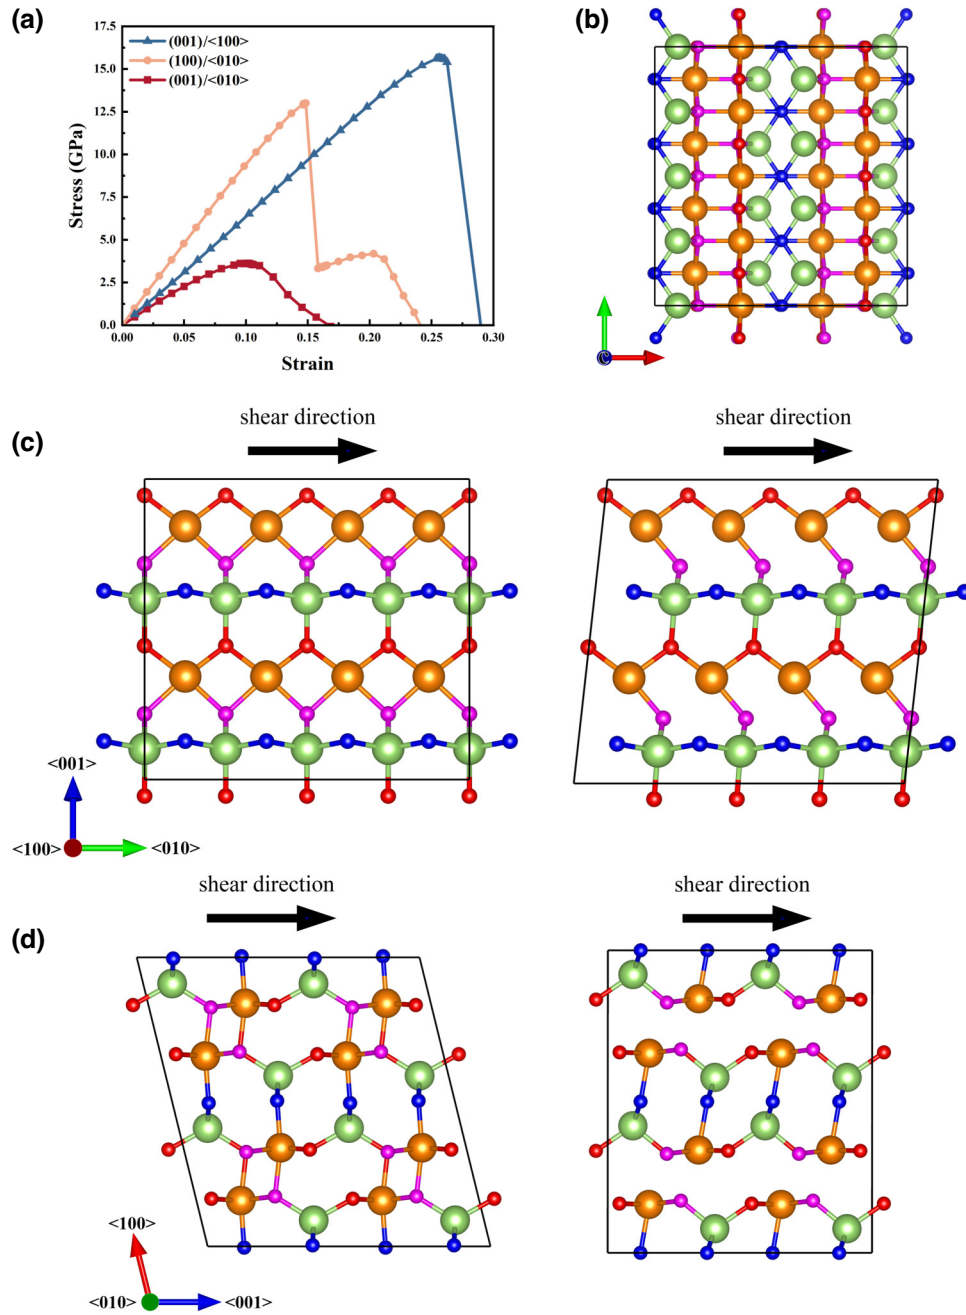 (a)
17.5
15.0
12.5
10.0
7.5
5.0
2.5
0.0
Stress (GPa)
(001)/<100>
(100)/<010>
(001)/<010>
0.00
0.05
0.10
0.15
0.20
0.25
0.30
Strain
(b)
C
(c)
shear direction
shear direction
<001>
<100>
<010>
(d)
shear direction
shear direction
<100>
<010>
<001>